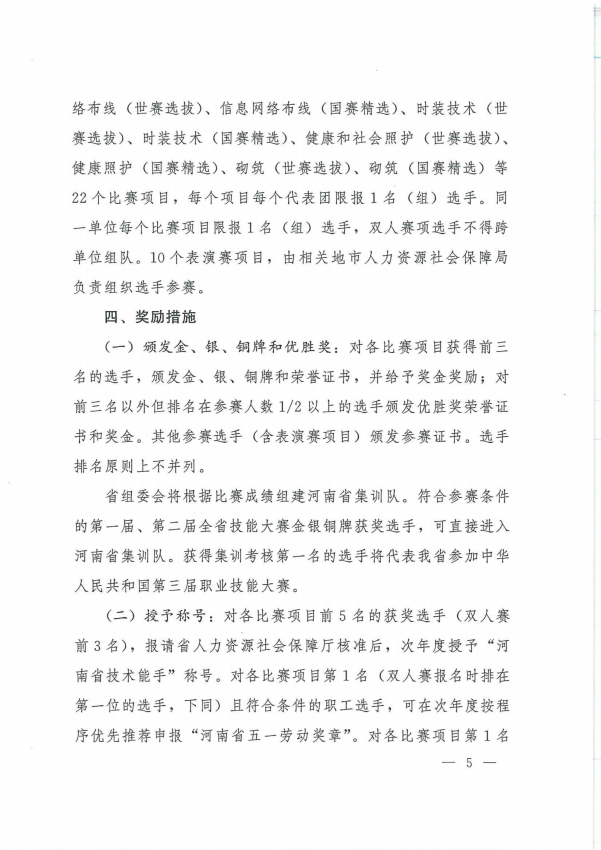 络布线（世赛选拔）、信息网络布线（国赛精选）、时装技术（世
赛选拔）、时装技术（国赛精选）、健康和社会照护（世赛选拔）、
健康照护（国赛精选）、砌筑（世赛选拔）、砌筑（国赛精选）等
22个比赛项目，每个项目每个代表团限报1名（组）选手。同
一单位每个比赛项目限报1名（组）选手，双人赛项选手不得跨
单位组队。10个表演赛项目，由相关地市人力资源社会保障局
负责组织选手参赛。
四、奖励措施
（一）颁发金、银、铜牌和优胜奖：对各比赛项目获得前三
名的选手，颁发金、银、铜牌和荣誉证书，并给予奖金奖励；对
前三名以外但排名在参赛人数1/2以上的选手颁发优胜奖荣誉证
书和奖金。其他参赛选手（含表演赛项目）颁发参赛证书。选手
排名原则上不并列。
省组委会将根据比赛成绩组建河南省集训队。符合参赛条件
的第一届、第二届全省技能大赛金银铜牌获奖选手，可直接进入
河南省集训队。获得集训考核第一名的选手将代表我省参加中华
人民共和国第三届职业技能大赛。
（二）授予称号：对各比赛项目前5名的获奖选手（双人赛
前3名），报请省人力资源社会保障厅核准后，次年度授予“河
南省技术能手”称号。对各比赛项目第1名（双人赛报名时排在
第一位的选手，下同）且符合条件的职工选手，可在次年度按程
序优先推荐申报“河南省五一劳动奖章”。对各比赛项目第1名
— 5 —